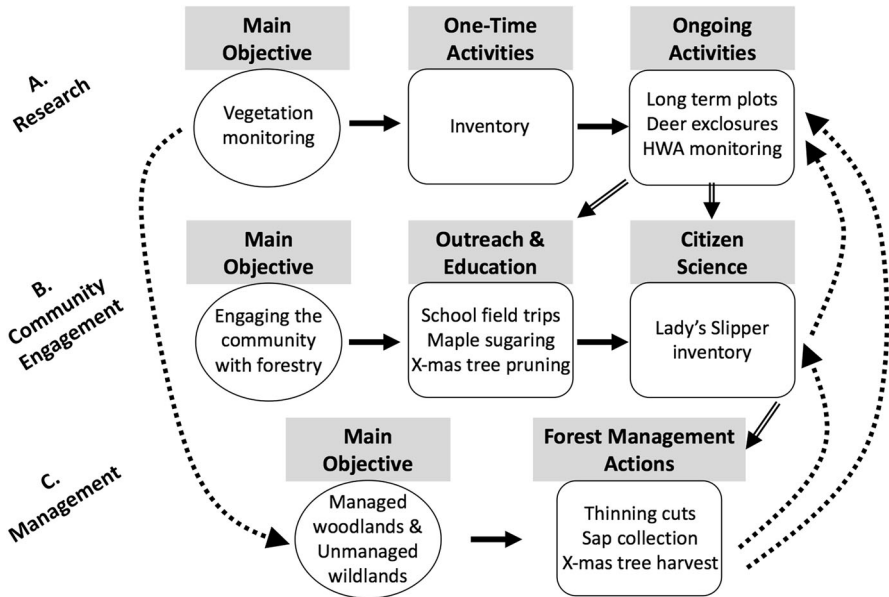 A.
Research
Main
Objective
Vegetation
monitoring
One-Time
Activities
Inventory
Ongoing
Activities
Long term plots
Deer exclosures
HWA monitoring
B.
Community
Engagement
Main
Objective
Engaging the
community
with forestry
Outreach &
Education
School field trips
Maple sugaring
X-mas tree pruning
Citizen
Science
Lady's Slipper
inventory
C.
Management
Main
Objective
Managed
woodlands &
Unmanaged
wildlands
Forest Management
Actions
Thinning cuts
Sap collection
X-mas tree harvest